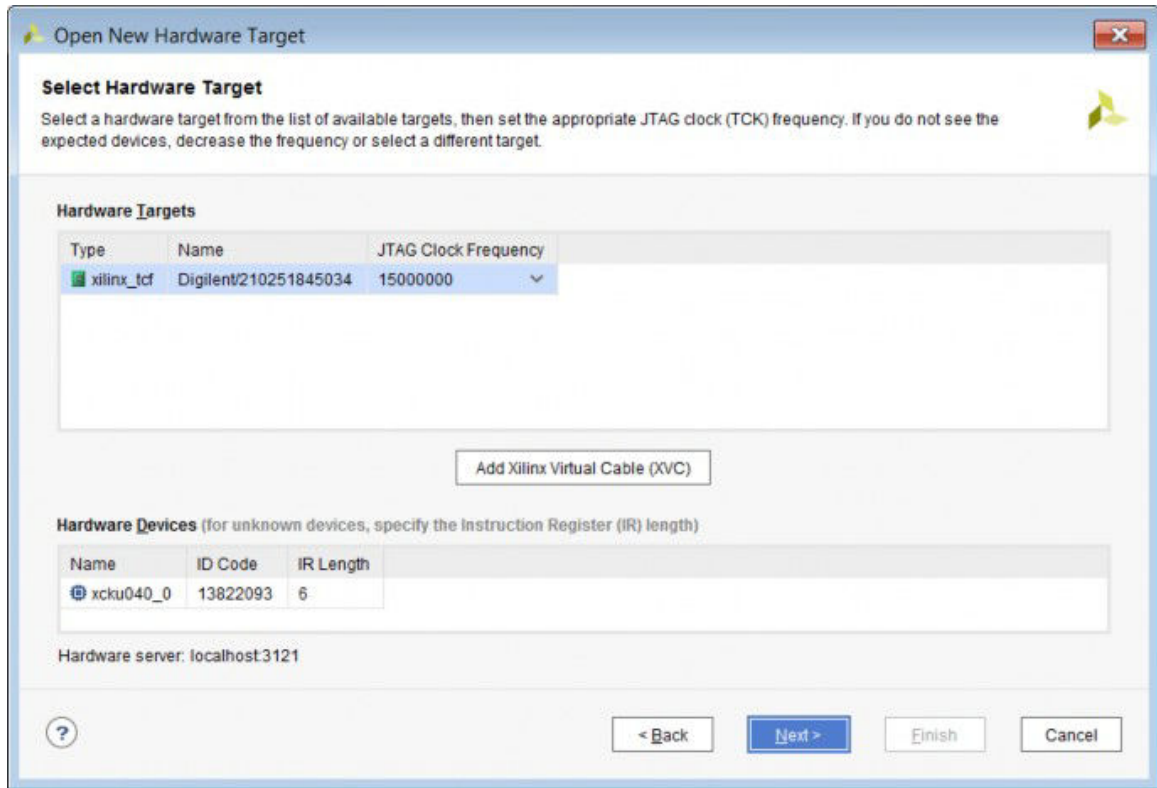 Open New Hardware Target
Select Hardware Target
Select a hardware target from the list of available targets, then set the appropriate JTAG clock (TCK) frequency. If you do not see the
expected devices, decrease the frequency or select a different target.
Hardware Targets
Type Name JTAG Clock Frequency
xilinx_tcf Digilent/210251845034 15000000
Add Xilinx Virtual Cable (XVC)
Hardware Devices (for unknown devices, specify the Instruction Register (IR) length)
Name ID Code IR Length
xcku040_0 13822093 6
Hardware server: localhost:3121
? < Back Next > Finish Cancel